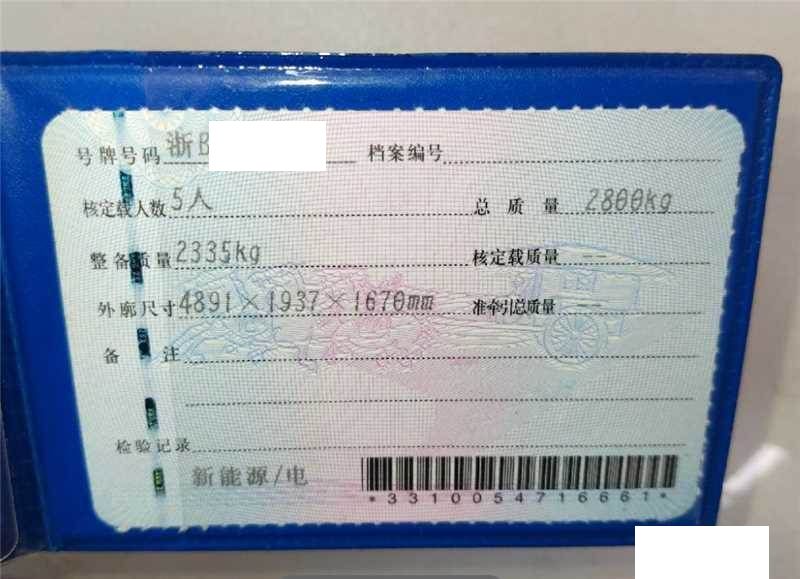 号牌号码 浙B 档案编号
核定载人数 5人 总质量 2800kg
整备质量 2335kg 核定载质量 --
外廓尺寸 4891×1937×1670mm 准牵引总质量 --
备注
检验记录
新能源/电
*3310054716661*